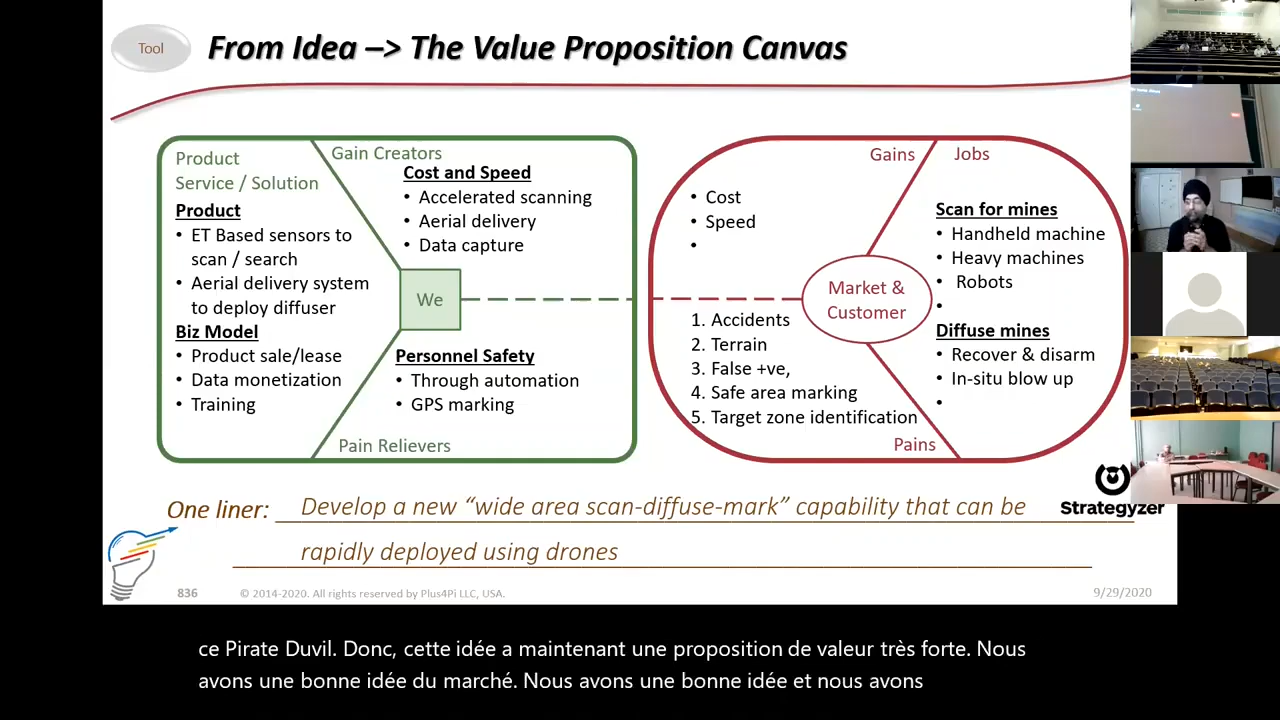 Tool
From Idea –> The Value Proposition Canvas
Product
Service / Solution
Product
• ET Based sensors to
scan / search
• Aerial delivery system
to deploy diffuser
Biz Model
• Product sale/lease
• Data monetization
• Training
Gain Creators
Cost and Speed
• Accelerated scanning
• Aerial delivery
• Data capture
We
Personnel Safety
• Through automation
• GPS marking
Pain Relievers
Gains
• Cost
• Speed
•
Jobs
Scan for mines
• Handheld machine
• Heavy machines
• Robots
•
Diffuse mines
• Recover & disarm
• In-situ blow up
•
Market &
Customer
1. Accidents
2. Terrain
3. False +ve,
4. Safe area marking
5. Target zone identification
Pains
Strategyzer
One liner: Develop a new “wide area scan-diffuse-mark” capability that can be
rapidly deployed using drones
836
© 2014-2020. All rights reserved by Plus4Pi LLC, USA.
9/29/2020
ce Pirate Duvil. Donc, cette idée a maintenant une proposition de valeur très forte. Nous
avons une bonne idée du marché. Nous avons une bonne idée et nous avons